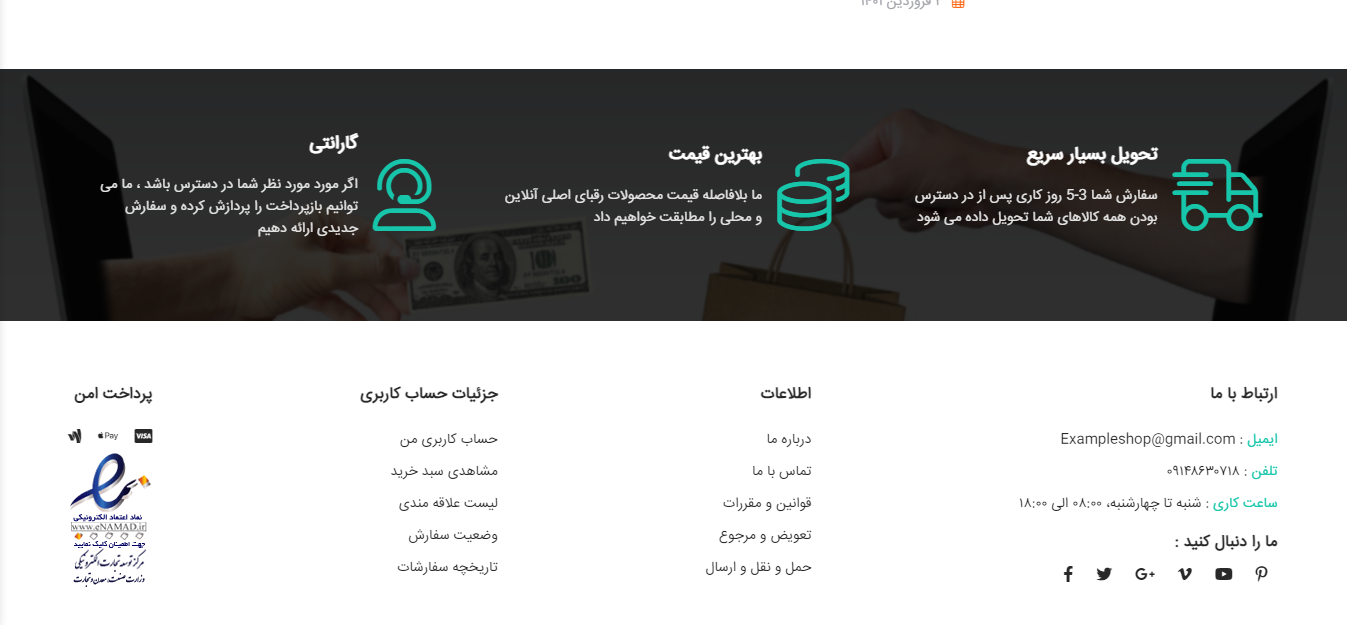 ۲ فروردین ۱۴۰۱
تحویل بسیار سریع
سفارش شما 3-5 روز کاری پس از در دسترس
بودن همه کالاهای شما تحویل داده می شود
بهترین قیمت
ما بلافاصله قیمت محصولات رقبای اصلی آنلاین
و محلی را مطابقت خواهیم داد
گارانتی
اگر مورد مورد نظر شما در دسترس باشد ، ما می
توانیم بازپرداخت را پردازش کرده و سفارش
جدیدی ارائه دهیم
ارتباط با ما
ایمیل : Exampleshop@gmail.com
تلفن : ۰۹۱۴۸۶۳۰۷۱۸
ساعت کاری : شنبه تا چهارشنبه، ۰۸:۰۰ الی ۱۸:۰۰
ما را دنبال کنید :
اطلاعات
درباره ما
تماس با ما
قوانین و مقررات
تعویض و مرجوع
حمل و نقل و ارسال
جزئیات حساب کاربری
حساب کاربری من
مشاهدی سبد خرید
لیست علاقه مندی
وضعیت سفارش
تاریخچه سفارشات
پرداخت امن
VISA
Pay
نماد اعتماد الکترونیکی
www.eNAMAD.ir
جهت اطمینان کلیک نمایید
مرکز توسعه تجارت الکترونیکی
وزارت صنعت، معدن و تجارت